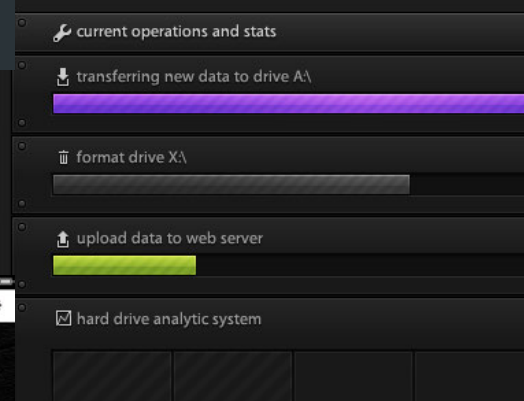 current operations and stats
transferring new data to drive A:\
format drive X:\
upload data to web server
hard drive analytic system